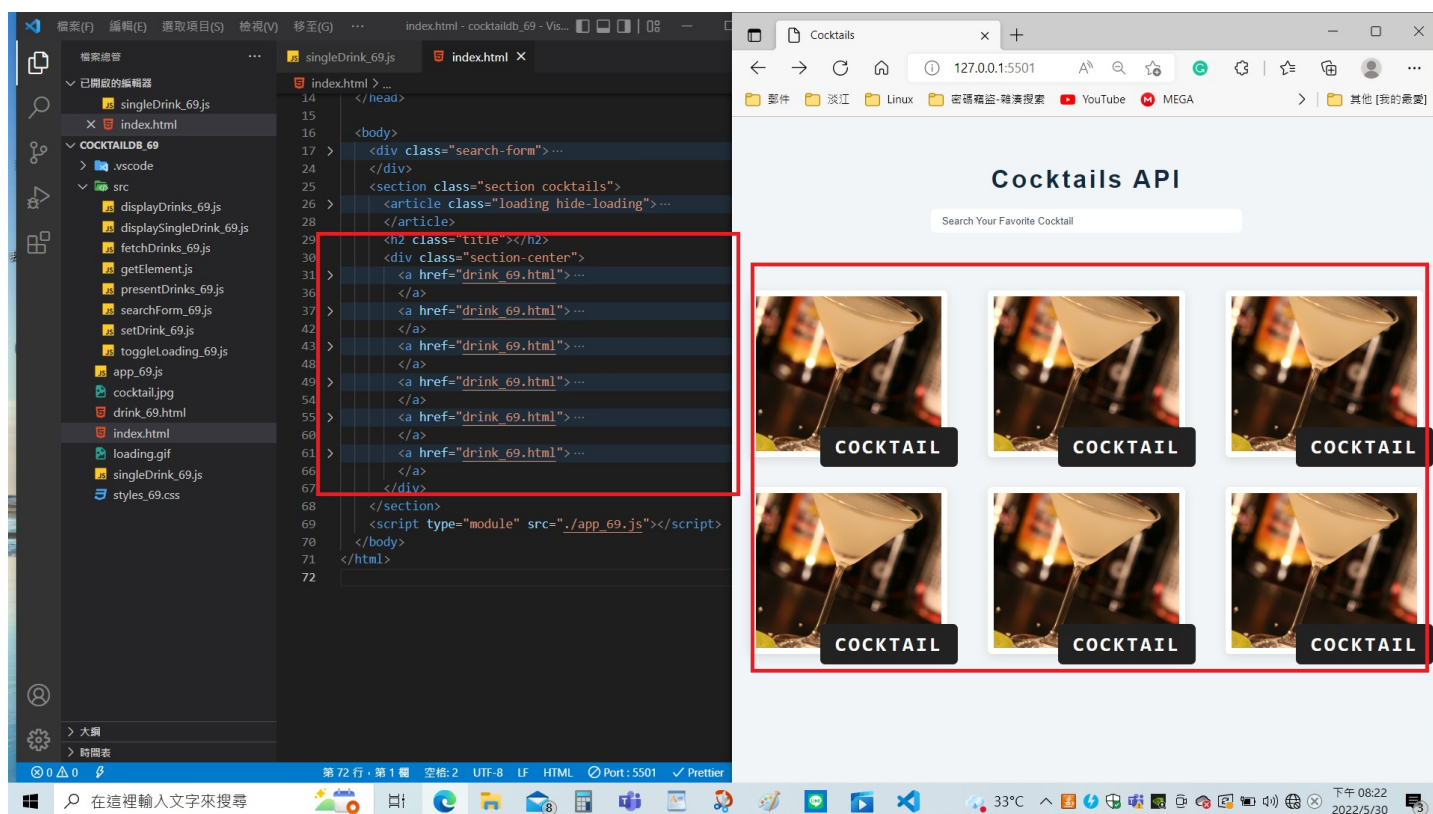 檔案(F) 編輯(E) 選取項目(S) 檢視(V) 移至(G) ··· index.html - cocktaildb_69 - Vis...
檔案總管 ···
已開啟的編輯器
singleDrink_69.js
index.html
COCKTAILDB_69
.vscode
src
displayDrinks_69.js
displaySingleDrink_69.js
fetchDrinks_69.js
getElement.js
presentDrinks_69.js
searchForm_69.js
setDrink_69.js
toggleLoading_69.js
app_69.js
cocktail.jpg
drink_69.html
index.html
loading.gif
singleDrink_69.js
styles_69.css
大綱
時間表
singleDrink_69.js index.html
index.html > ...
14 </head>
15
16 <body>
17 <div class="search-form">···
24 </div>
25 <section class="section cocktails">
26 <article class="loading hide-loading">···
28 </article>
29 <h2 class="title"></h2>
30 <div class="section-center">
31 <a href="drink_69.html">···
36 </a>
37 <a href="drink_69.html">···
42 </a>
43 <a href="drink_69.html">···
48 </a>
49 <a href="drink_69.html">···
54 </a>
55 <a href="drink_69.html">···
60 </a>
61 <a href="drink_69.html">···
66 </a>
67 </div>
68 </section>
69 <script type="module" src="./app_69.js"></script>
70 </body>
71 </html>
72
0 0 第 72 行，第 1 欄 空格: 2 UTF-8 LF HTML Port : 5501 Prettier
Cocktails
127.0.0.1:5501
郵件 淡江 Linux 密碼竊盜-雜湊搜索 YouTube MEGA 其他 [我的最愛]
Cocktails API
Search Your Favorite Cocktail
COCKTAIL COCKTAIL COCKTAIL
COCKTAIL COCKTAIL COCKTAIL
在這裡輸入文字來搜尋
33°C
下午 08:22
2022/5/30